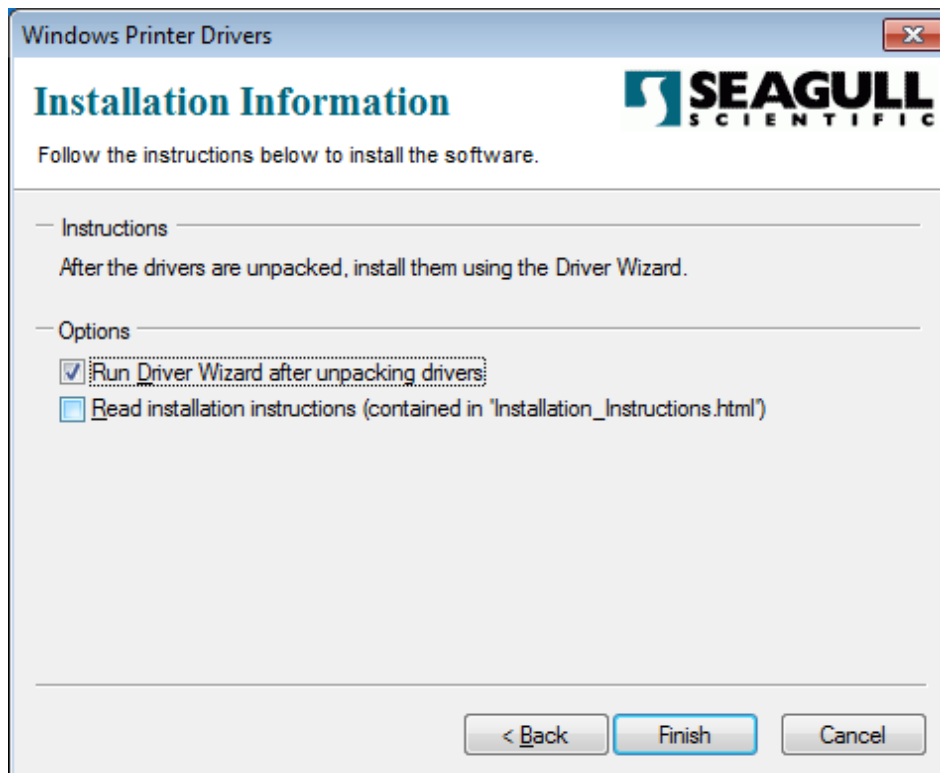 Windows Printer Drivers
Installation Information
SEAGULL
SCIENTIFIC
Follow the instructions below to install the software.
Instructions
After the drivers are unpacked, install them using the Driver Wizard.
Options
Run Driver Wizard after unpacking drivers
Read installation instructions (contained in 'Installation_Instructions.html')
< Back Finish Cancel